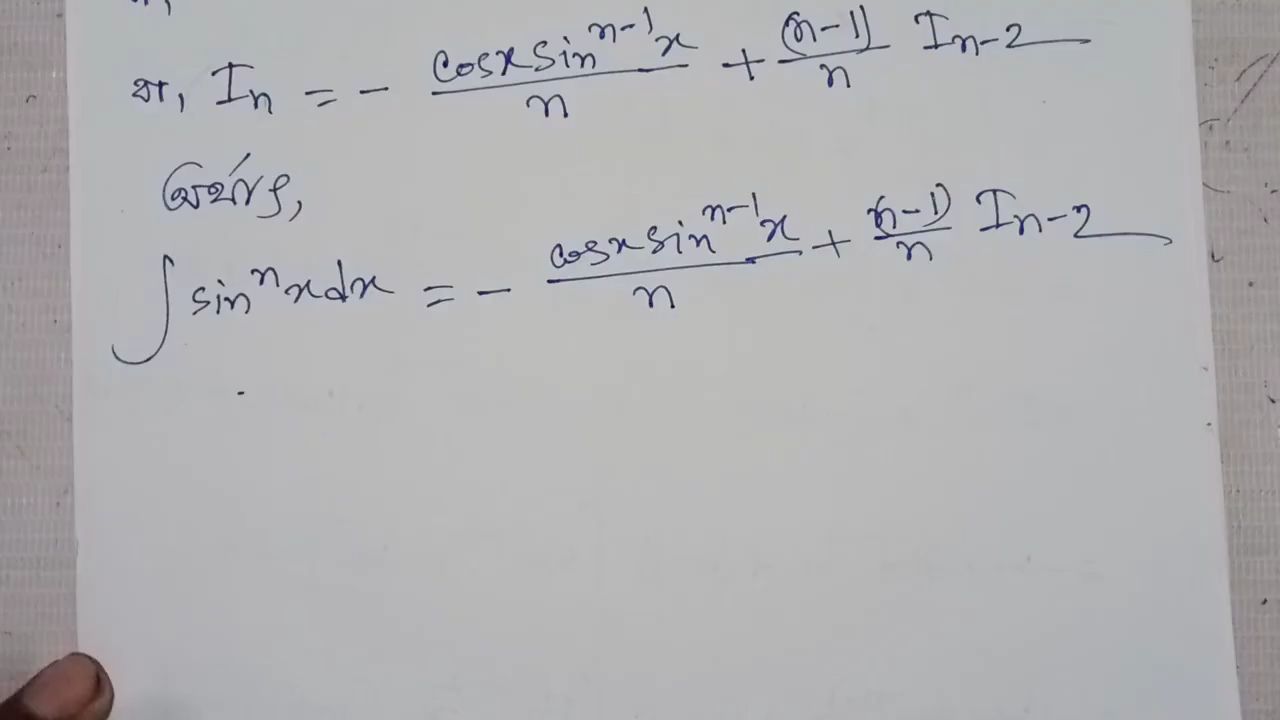 বা, Iₙ = - cosx sinⁿ⁻¹x / n + (n-1) / n Iₙ₋₂
অর্থাৎ,
∫ sinⁿx dx = - cosx sinⁿ⁻¹x / n + (n-1) / n Iₙ₋₂